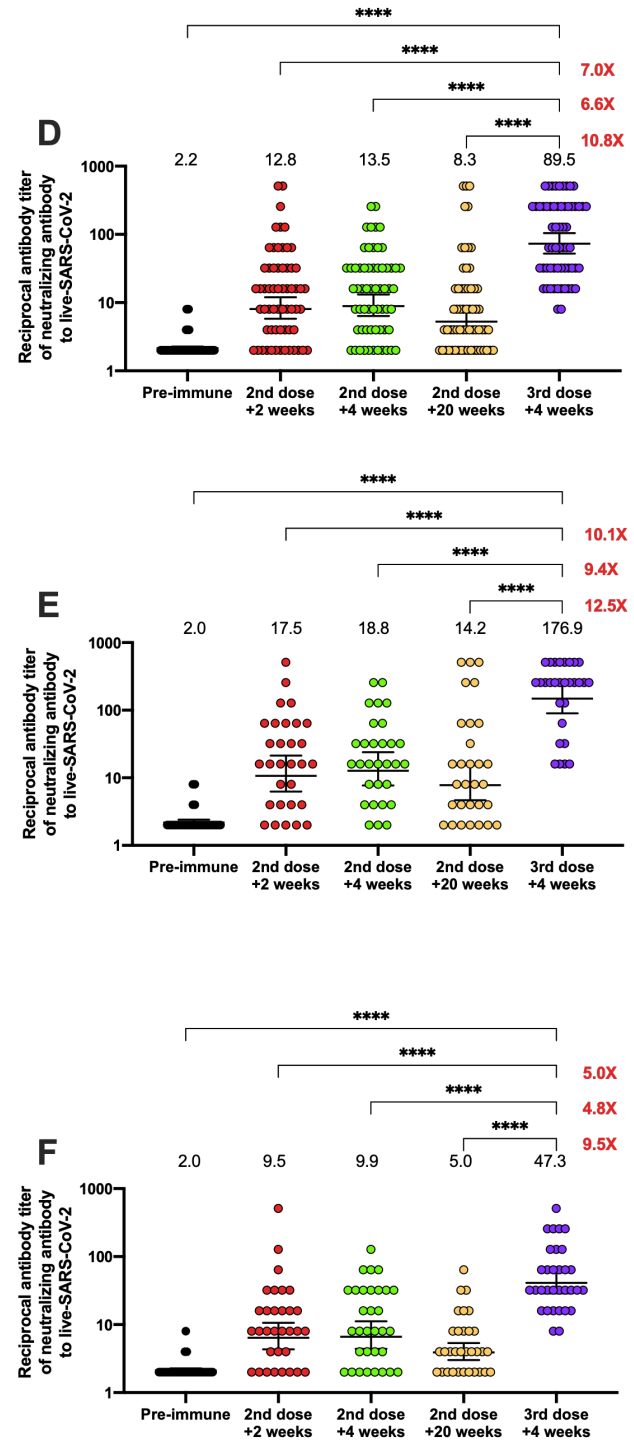 ****
****
7.0X
****
6.6X
****
10.8X
D
2.2 12.8 13.5 8.3 89.5
Reciprocal antibody titer
of neutralizing antibody
to live-SARS-CoV-2
1000
100
10
1
Pre-immune 2nd dose 2nd dose 2nd dose 3rd dose
+2 weeks +4 weeks +20 weeks +4 weeks
****
****
10.1X
****
9.4X
****
12.5X
E
2.0 17.5 18.8 14.2 176.9
Reciprocal antibody titer
of neutralizing antibody
to live-SARS-CoV-2
1000
100
10
1
Pre-immune 2nd dose 2nd dose 2nd dose 3rd dose
+2 weeks +4 weeks +20 weeks +4 weeks
****
****
5.0X
****
4.8X
****
9.5X
F
2.0 9.5 9.9 5.0 47.3
Reciprocal antibody titer
of neutralizing antibody
to live-SARS-CoV-2
1000
100
10
1
Pre-immune 2nd dose 2nd dose 2nd dose 3rd dose
+2 weeks +4 weeks +20 weeks +4 weeks